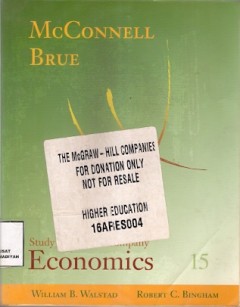 McCONNELL
BRUE
THE McGRAW-HILL COMPANIES
FOR DONATION ONLY
NOT FOR RESALE
HIGHER EDUCATION
16ARIES004
Study
Economics 15
WILLIAM B. WALSTAD ROBERT C. BINGHAM